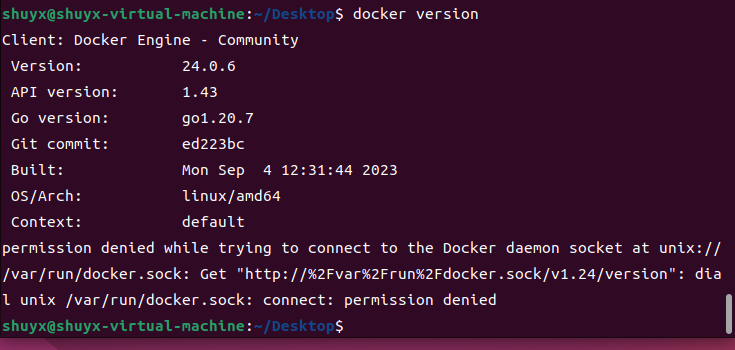 shuyx@shuyx-virtual-machine:~/Desktop$ docker version
Client: Docker Engine - Community
 Version:           24.0.6
 API version:       1.43
 Go version:        go1.20.7
 Git commit:        ed223bc
 Built:             Mon Sep  4 12:31:44 2023
 OS/Arch:           linux/amd64
 Context:           default
permission denied while trying to connect to the Docker daemon socket at unix://
/var/run/docker.sock: Get "http://%2Fvar%2Frun%2Fdocker.sock/v1.24/version": dia
l unix /var/run/docker.sock: connect: permission denied
shuyx@shuyx-virtual-machine:~/Desktop$